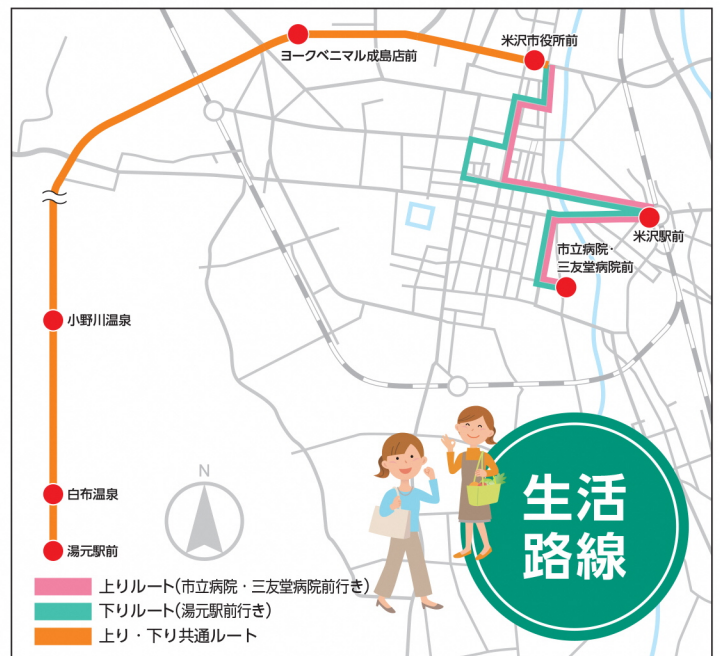 米沢市役所前
ヨークベニマル成島店前
米沢駅前
市立病院・
三友堂病院前
小野川温泉
白布温泉
湯元駅前
N
生活
路線
上りルート(市立病院・三友堂病院前行き)
下りルート(湯元駅前行き)
上り・下り共通ルート